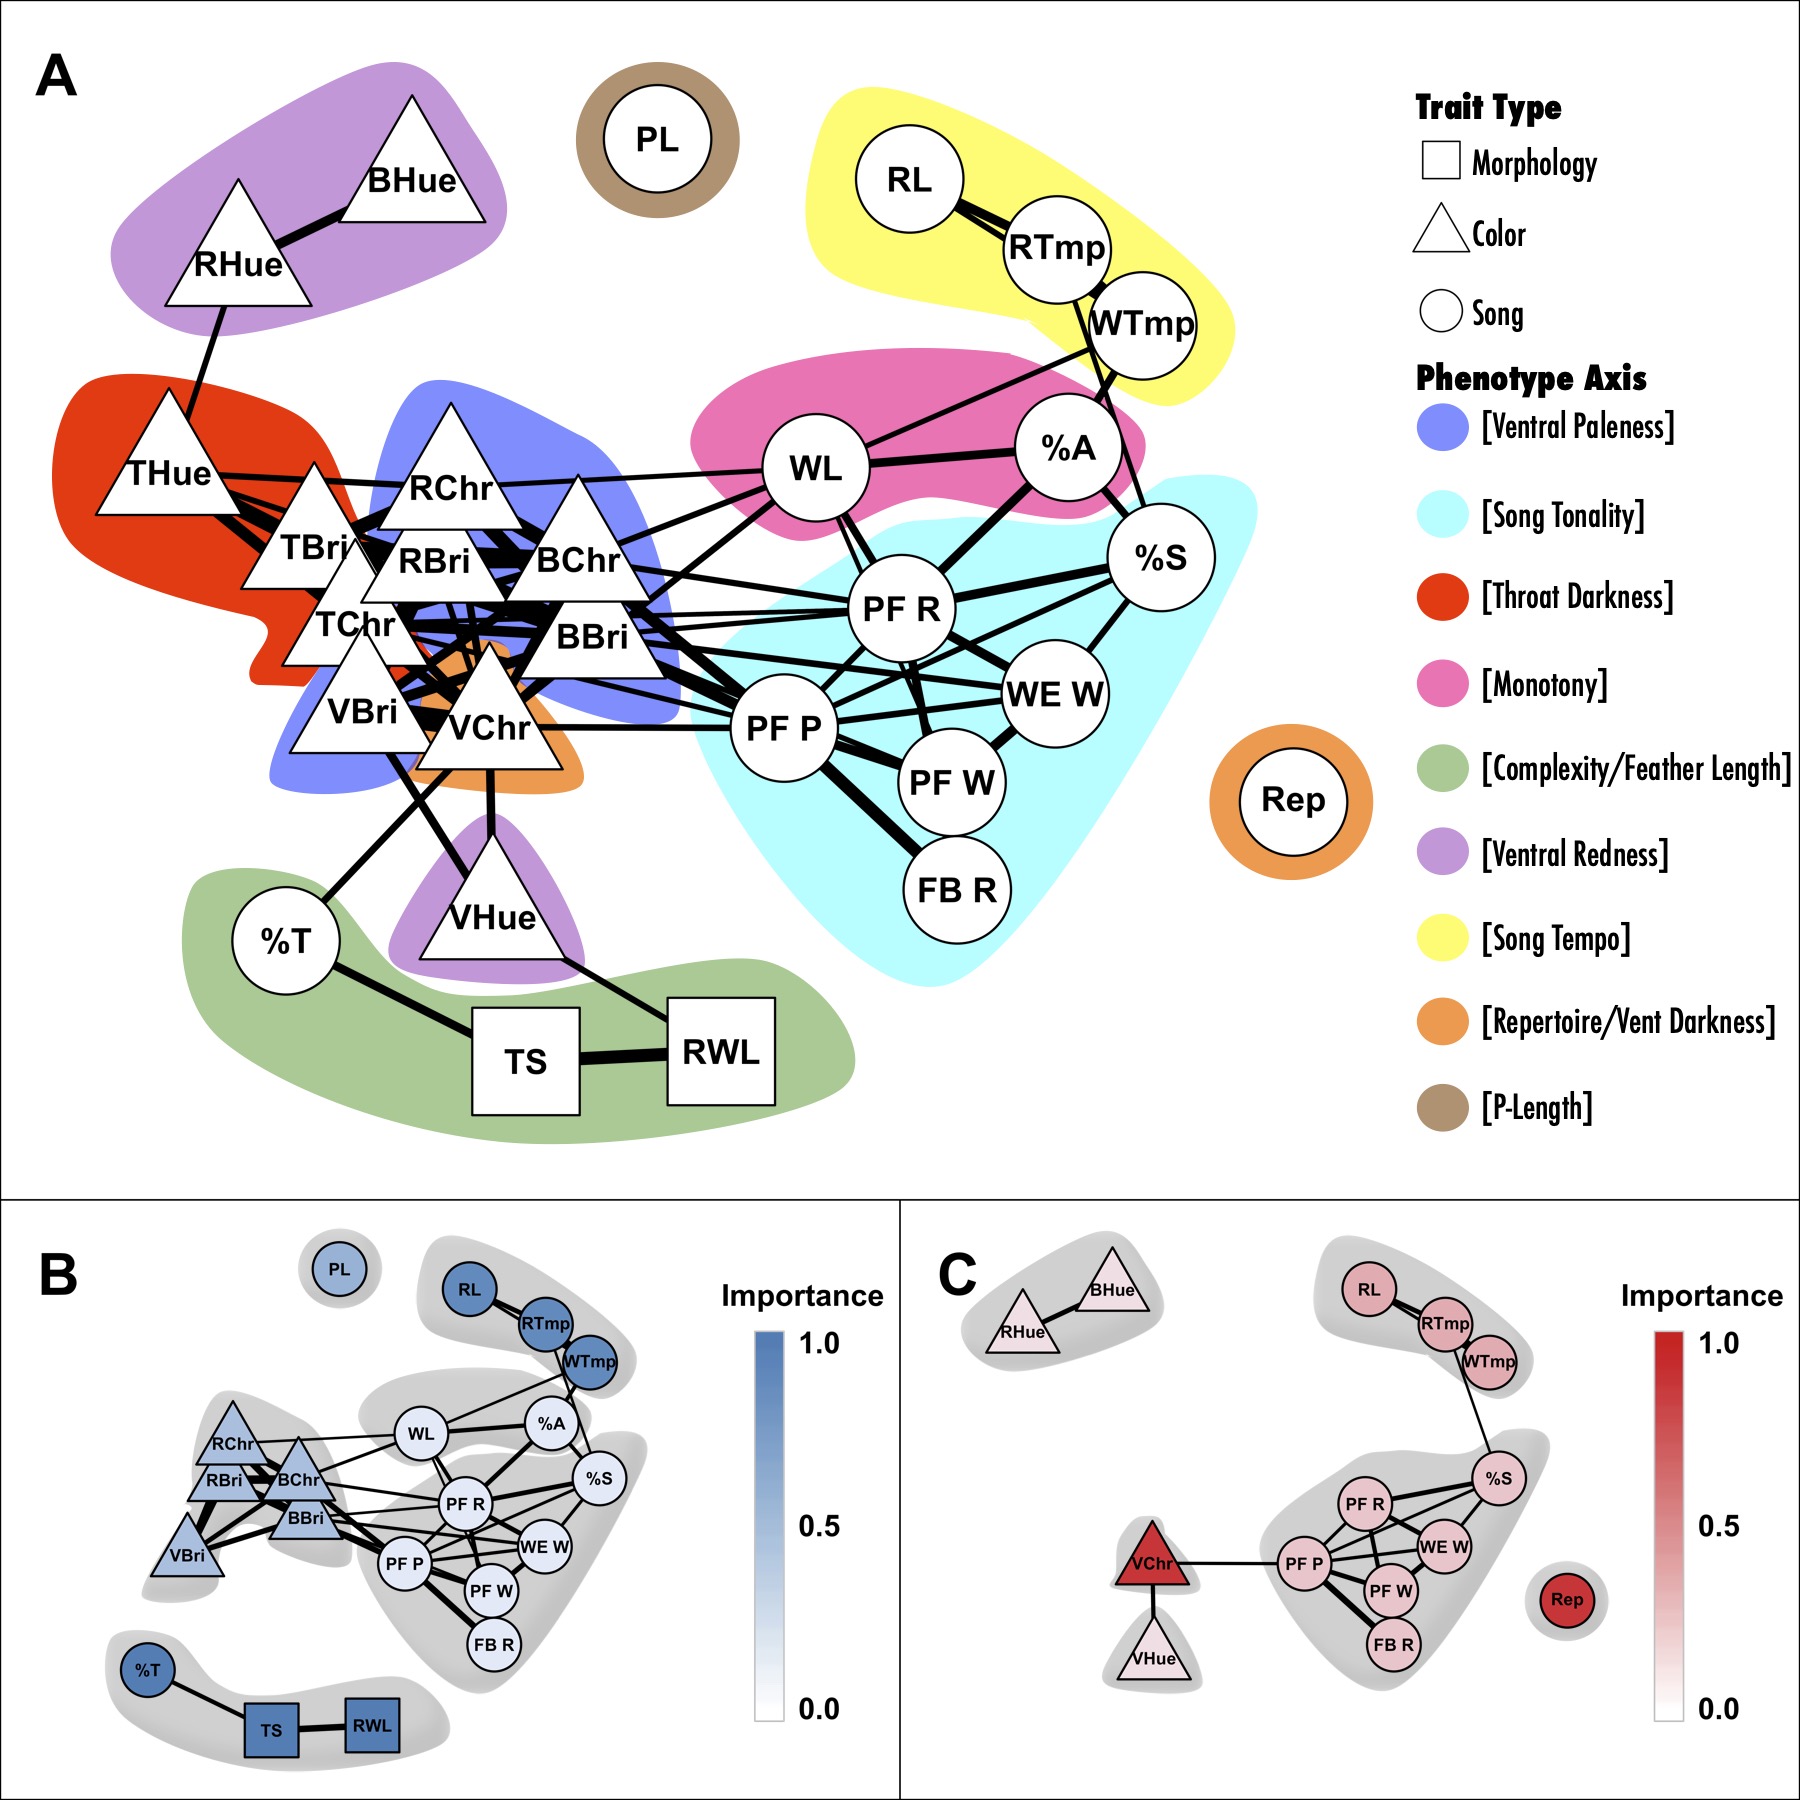 A
BHue
RHue
PL
RL
RTmp
WTmp
THue
TBri
TChr
RChr
RBri
BChr
BBri
VBri
VChr
WL
%A
%S
PF R
WE W
PF P
PF W
FB R
Rep
VHue
%T
TS
RWL
Trait Type
Morphology
Color
Song
Phenotype Axis
[Ventral Paleness]
[Song Tonality]
[Throat Darkness]
[Monotony]
[Complexity/Feather Length]
[Ventral Redness]
[Song Tempo]
[Repertoire/Vent Darkness]
[P-Length]
B
PL
RL
RTmp
WTmp
RChr
RBri
BChr
BBri
VBri
WL
%A
%S
PF R
WE W
PF P
PF W
FB R
%T
TS
RWL
Importance
1.0
0.5
0.0
C
BHue
RHue
RL
RTmp
WTmp
%S
PF R
WE W
PF P
PF W
FB R
VChr
VHue
Rep
Importance
1.0
0.5
0.0